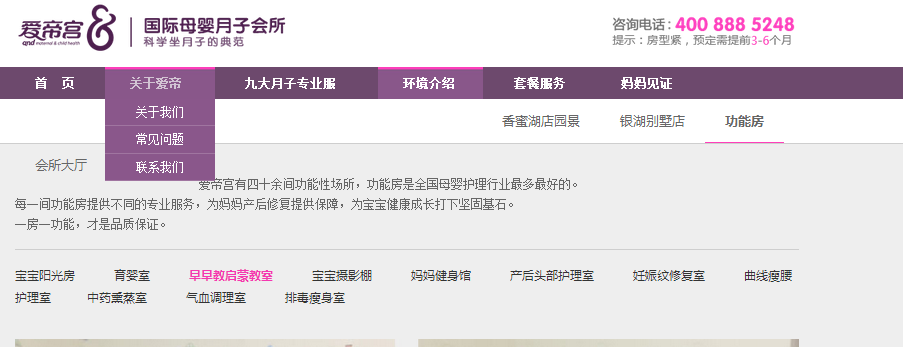 爱帝宫
qnd maternal & child health
国际母婴月子会所
科学坐月子的典范
咨询电话：400 888 5248
提示：房型紧，预定需提前3-6个月
首 页 关于爱帝 九大月子专业服 环境介绍 套餐服务 妈妈见证
关于我们
常见问题
联系我们
香蜜湖店园景 银湖别墅店 功能房
会所大厅
爱帝宫有四十余间功能性场所，功能房是全国母婴护理行业最多最好的。
每一间功能房提供不同的专业服务，为妈妈产后修复提供保障，为宝宝健康成长打下坚固基石。
一房一功能，才是品质保证。
宝宝阳光房 育婴室 早早教启蒙教室 宝宝摄影棚 妈妈健身馆 产后头部护理室 妊娠纹修复室 曲线瘦腰
护理室 中药熏蒸室 气血调理室 排毒瘦身室